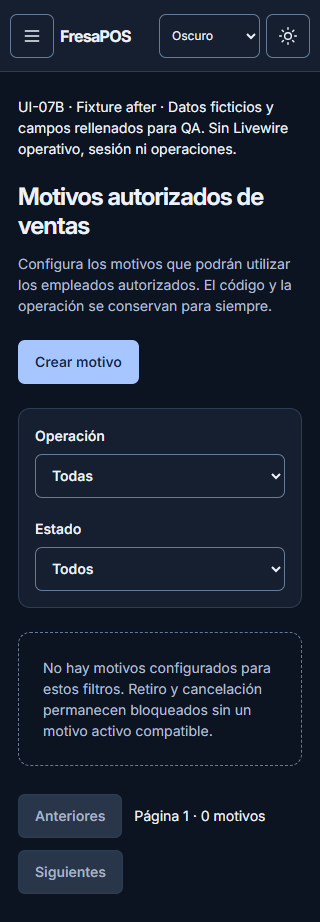 FresaPOS
Oscuro
UI-07B · Fixture after · Datos ficticios y
campos rellenados para QA. Sin Livewire
operativo, sesión ni operaciones.
Motivos autorizados de
ventas
Configura los motivos que podrán utilizar
los empleados autorizados. El código y la
operación se conservan para siempre.
Crear motivo
Operación
Todas
Estado
Todos
No hay motivos configurados para
estos filtros. Retiro y cancelación
permanecen bloqueados sin un
motivo activo compatible.
Anteriores
Página 1 · 0 motivos
Siguientes